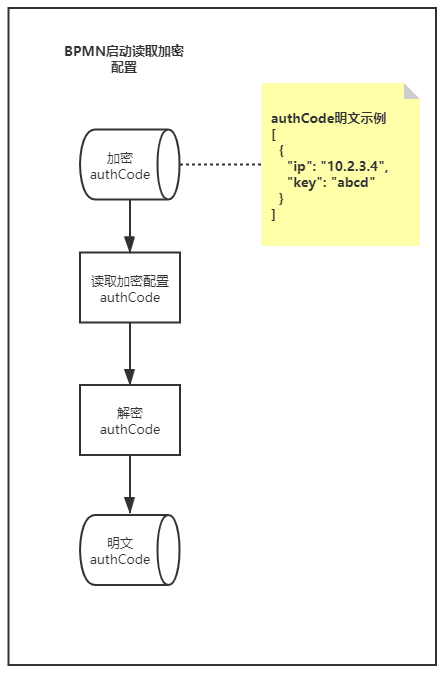 BPMN启动读取加密
配置
authCode明文示例
[
{
"ip": "10.2.3.4",
"key": "abcd"
}
]
加密
authCode
读取加密配置
authCode
解密
authCode
明文
authCode